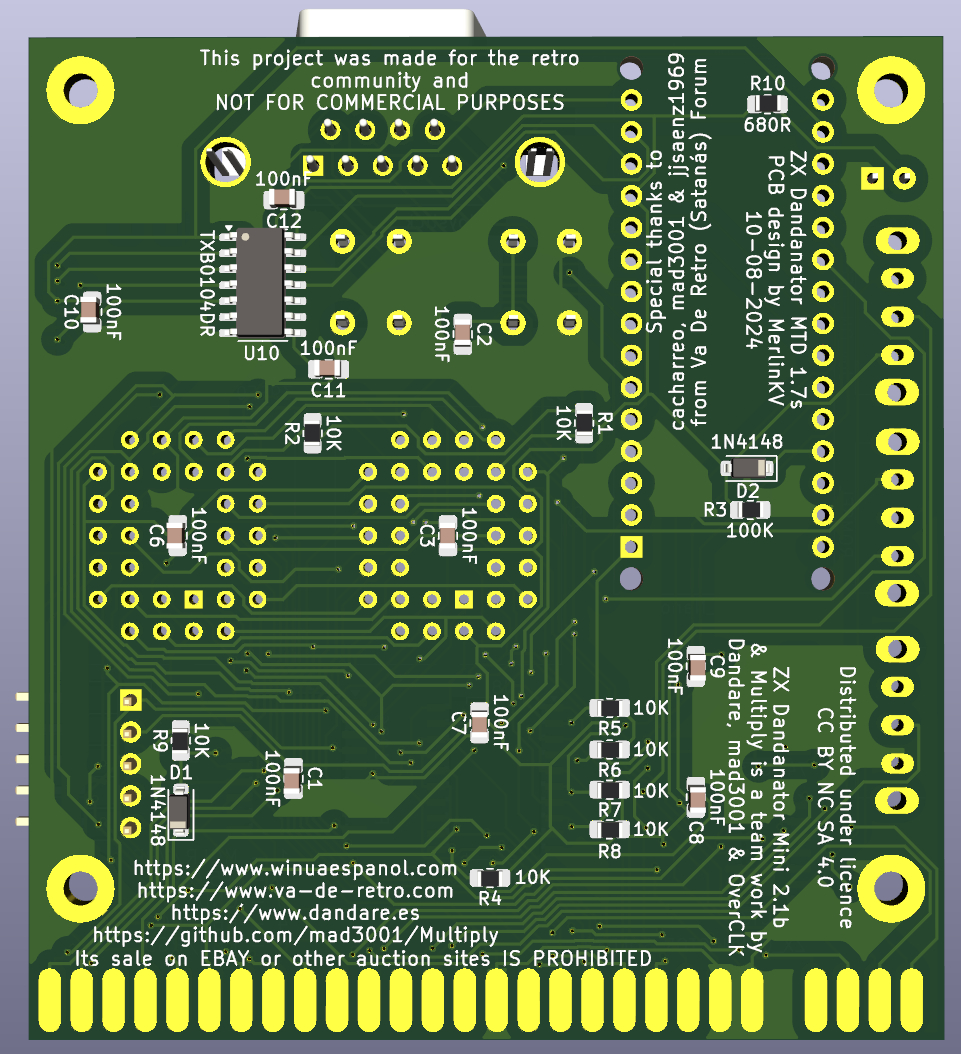 This project was made for the retro
community and
NOT FOR COMMERCIAL PURPOSES
Special thanks to
cacharreo, mad3001 & jjsaenz1969
from Va De Retro (Satanás) Forum
R10
680R
ZX Dandanator MTD 1.7s
PCB design by MerlinKV
10-08-2024
100nF
C12
TXB0104DR
U10
C10
100nF
100nF
C11
100nF
C2
R2
10K
10K
R1
1N4148
D2
R3
100K
C6
100nF
C3
100nF
100nF
C9
C7
100nF
R5
10K
R6
10K
R7
10K
R8
10K
100nF
C8
R9
10K
D1
1N4148
100nF
C1
R4
10K
ZX Dandanator Mini 2.1b
& Multiply is a team work by
Dandare, mad3001 & OverCLK
Distributed under licence
CC BY NC SA 4.0
https://www.winuaespanol.com
https://www.va-de-retro.com
https://www.dandare.es
https://github.com/mad3001/Multiply
Its sale on EBAY or other auction sites IS PROHIBITED